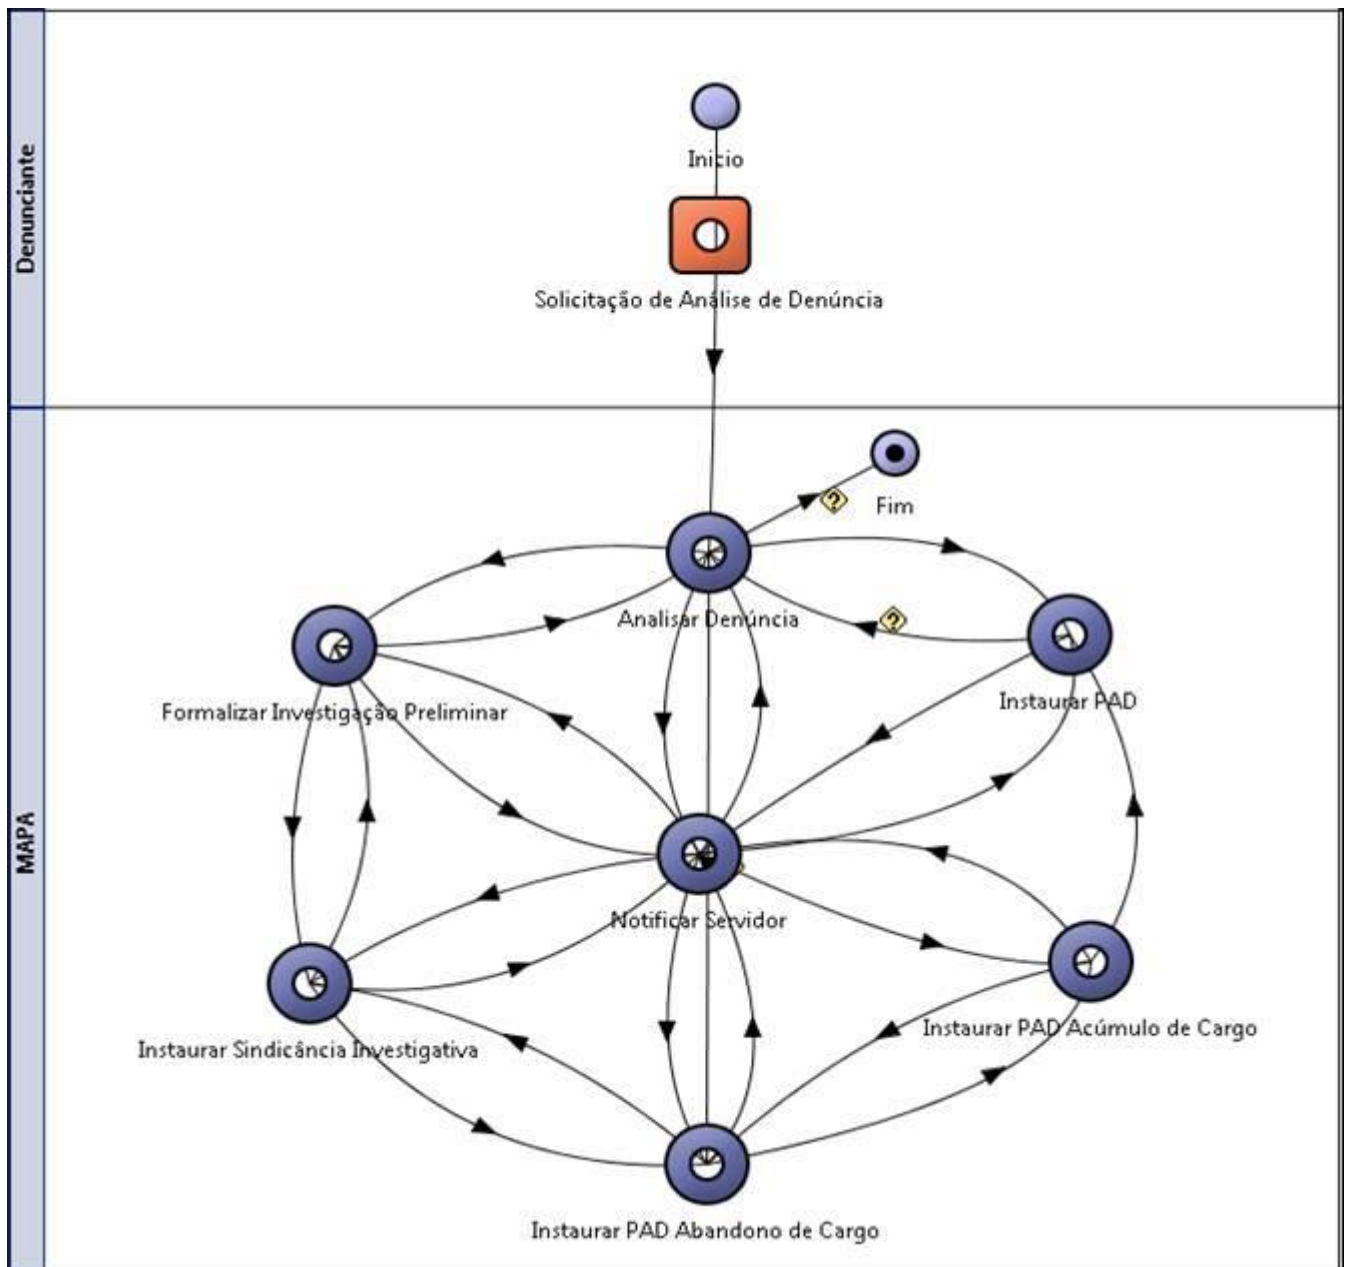 Denunciante
Inicio
Solicitação de Análise de Denúncia
MAPA
Fim
Analisar Denúncia
Instaurar PAD
Formalizar Investigação Preliminar
Notificar Servidor
Instaurar PAD Acúmulo de Cargo
Instaurar Sindicância Investigativa
Instaurar PAD Abandono de Cargo